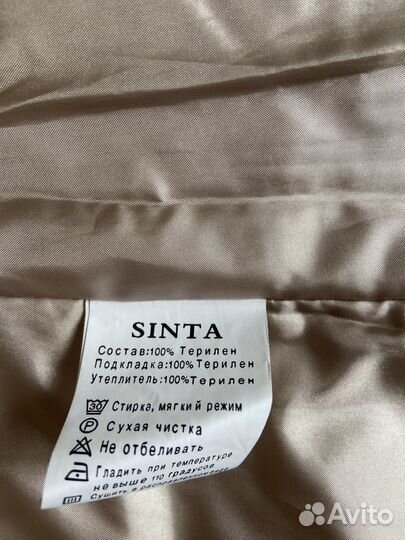 SINTA
Состав:100% Терилен
Подкладка:100% Терилен
Утеплитель:100%Терилен
30 Стирка, мягкий режим
P Сухая чистка
Не отбеливать
Гладить при температуре
не выше 110 градусов
Сушить в
Avito